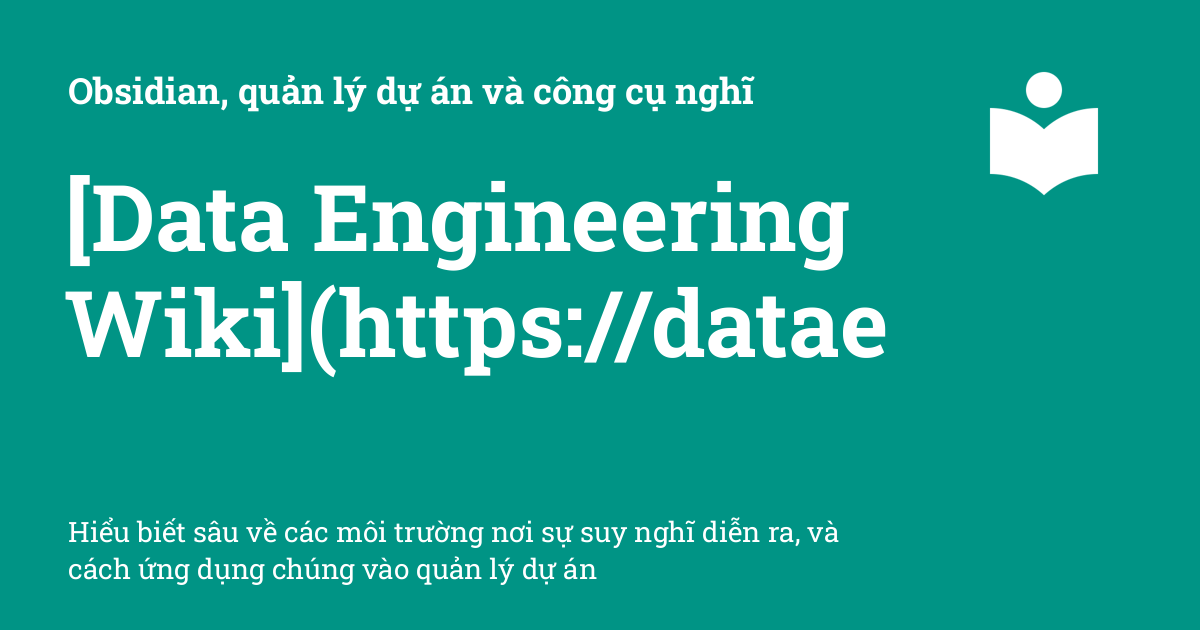 Obsidian, quản lý dự án và công cụ nghĩ
[Data Engineering
Wiki](https://datae
Hiểu biết sâu về các môi trường nơi sự suy nghĩ diễn ra, và
cách ứng dụng chúng vào quản lý dự án